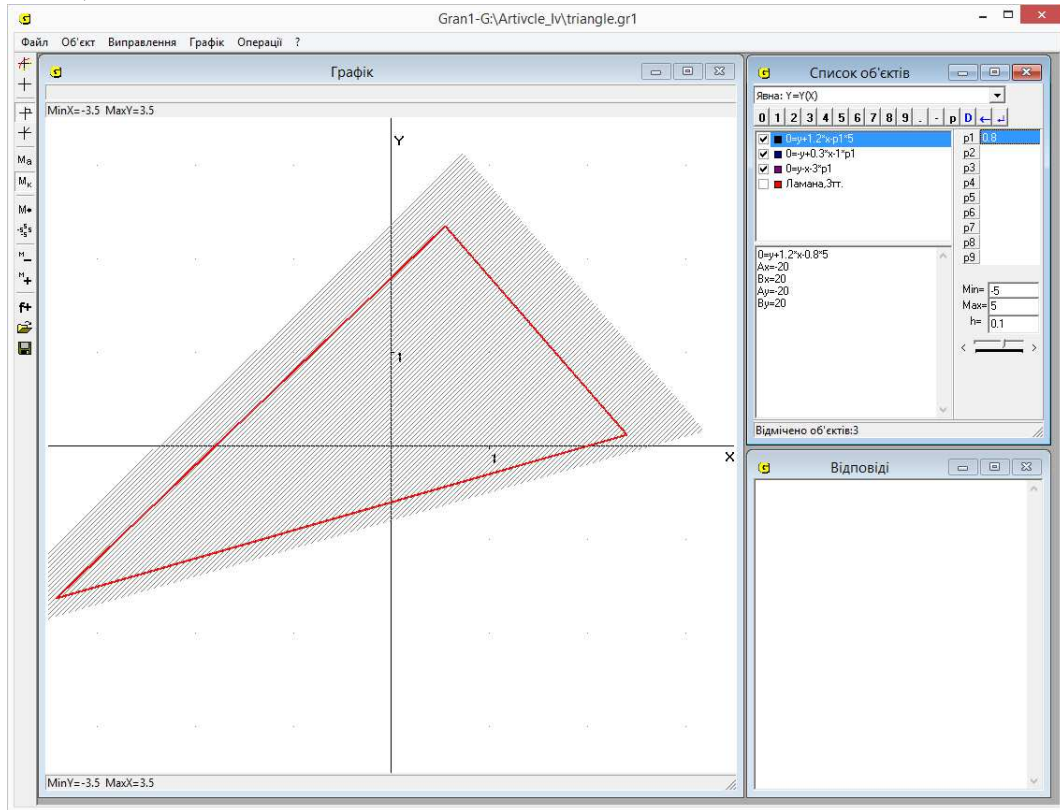 Gran1-G:\Artivcle_lv\triangle.gr1
Файл Об'єкт Виправлення Графік Операції ?
Графік
MinX=-3.5 MaxY=3.5
Y
1
1
X
MinY=-3.5 MaxX=3.5
Ma
Mк
M
M
f+
Список об'єктів
Явна: Y=Y(X)
0 1 2 3 4 5 6 7 8 9 . - p D
0=y+1.2*x-p1*5
0=-y+0.3*x-1*p1
0=y-x-3*p1
Ламана,3тт.
p1 0.8
p2
p3
p4
p5
p6
p7
p8
p9
0=y+1.2*x-0.8*5
Ax=-20
Bx=20
Ay=-20
By=20
Min= -5
Max= 5
h= 0.1
Відмічено об'єктів:3
Відповіді